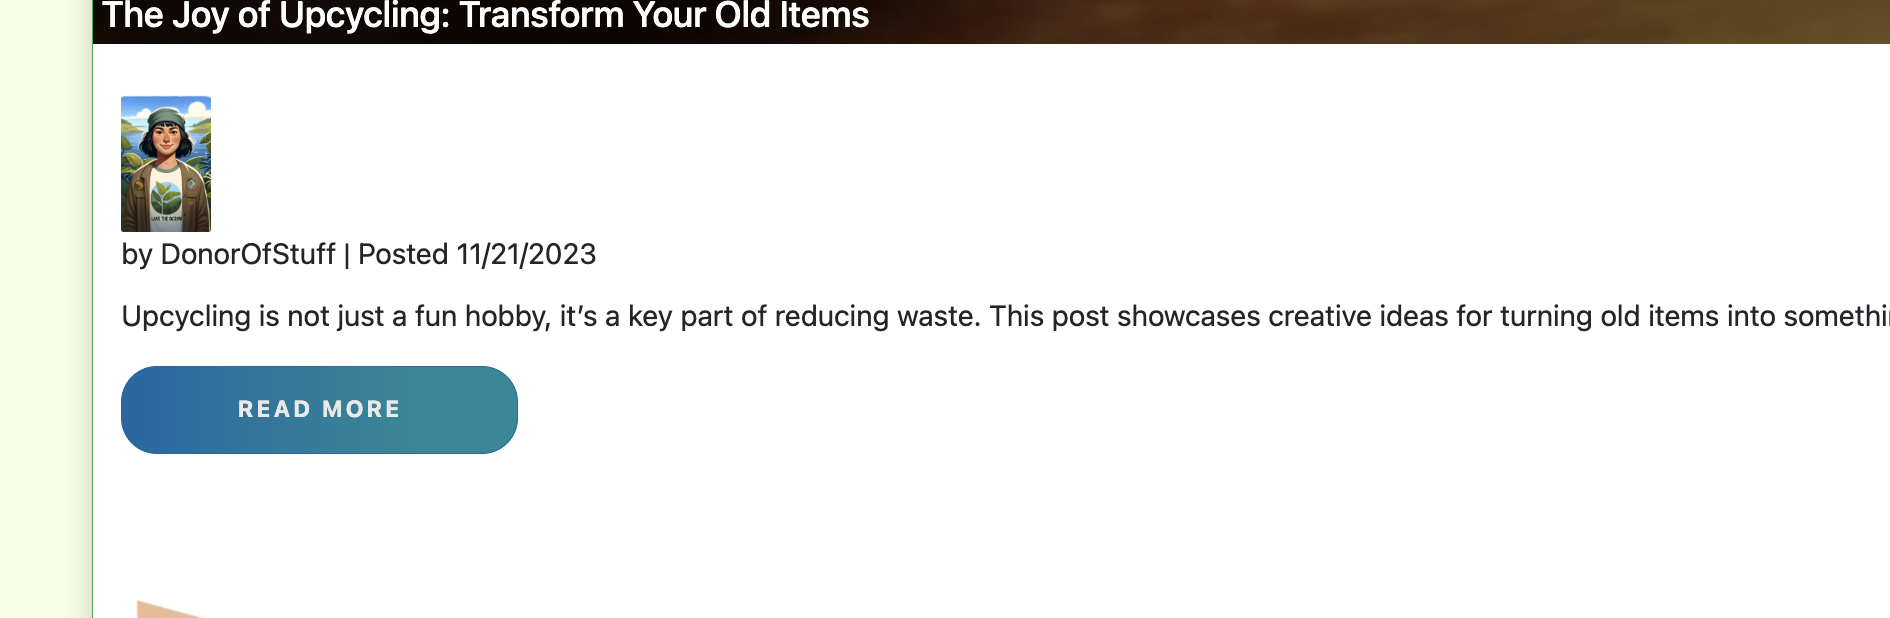 The Joy of Upcycling: Transform Your Old Items
by DonorOfStuff | Posted 11/21/2023
Upcycling is not just a fun hobby, it’s a key part of reducing waste. This post showcases creative ideas for turning old items into
READ MORE